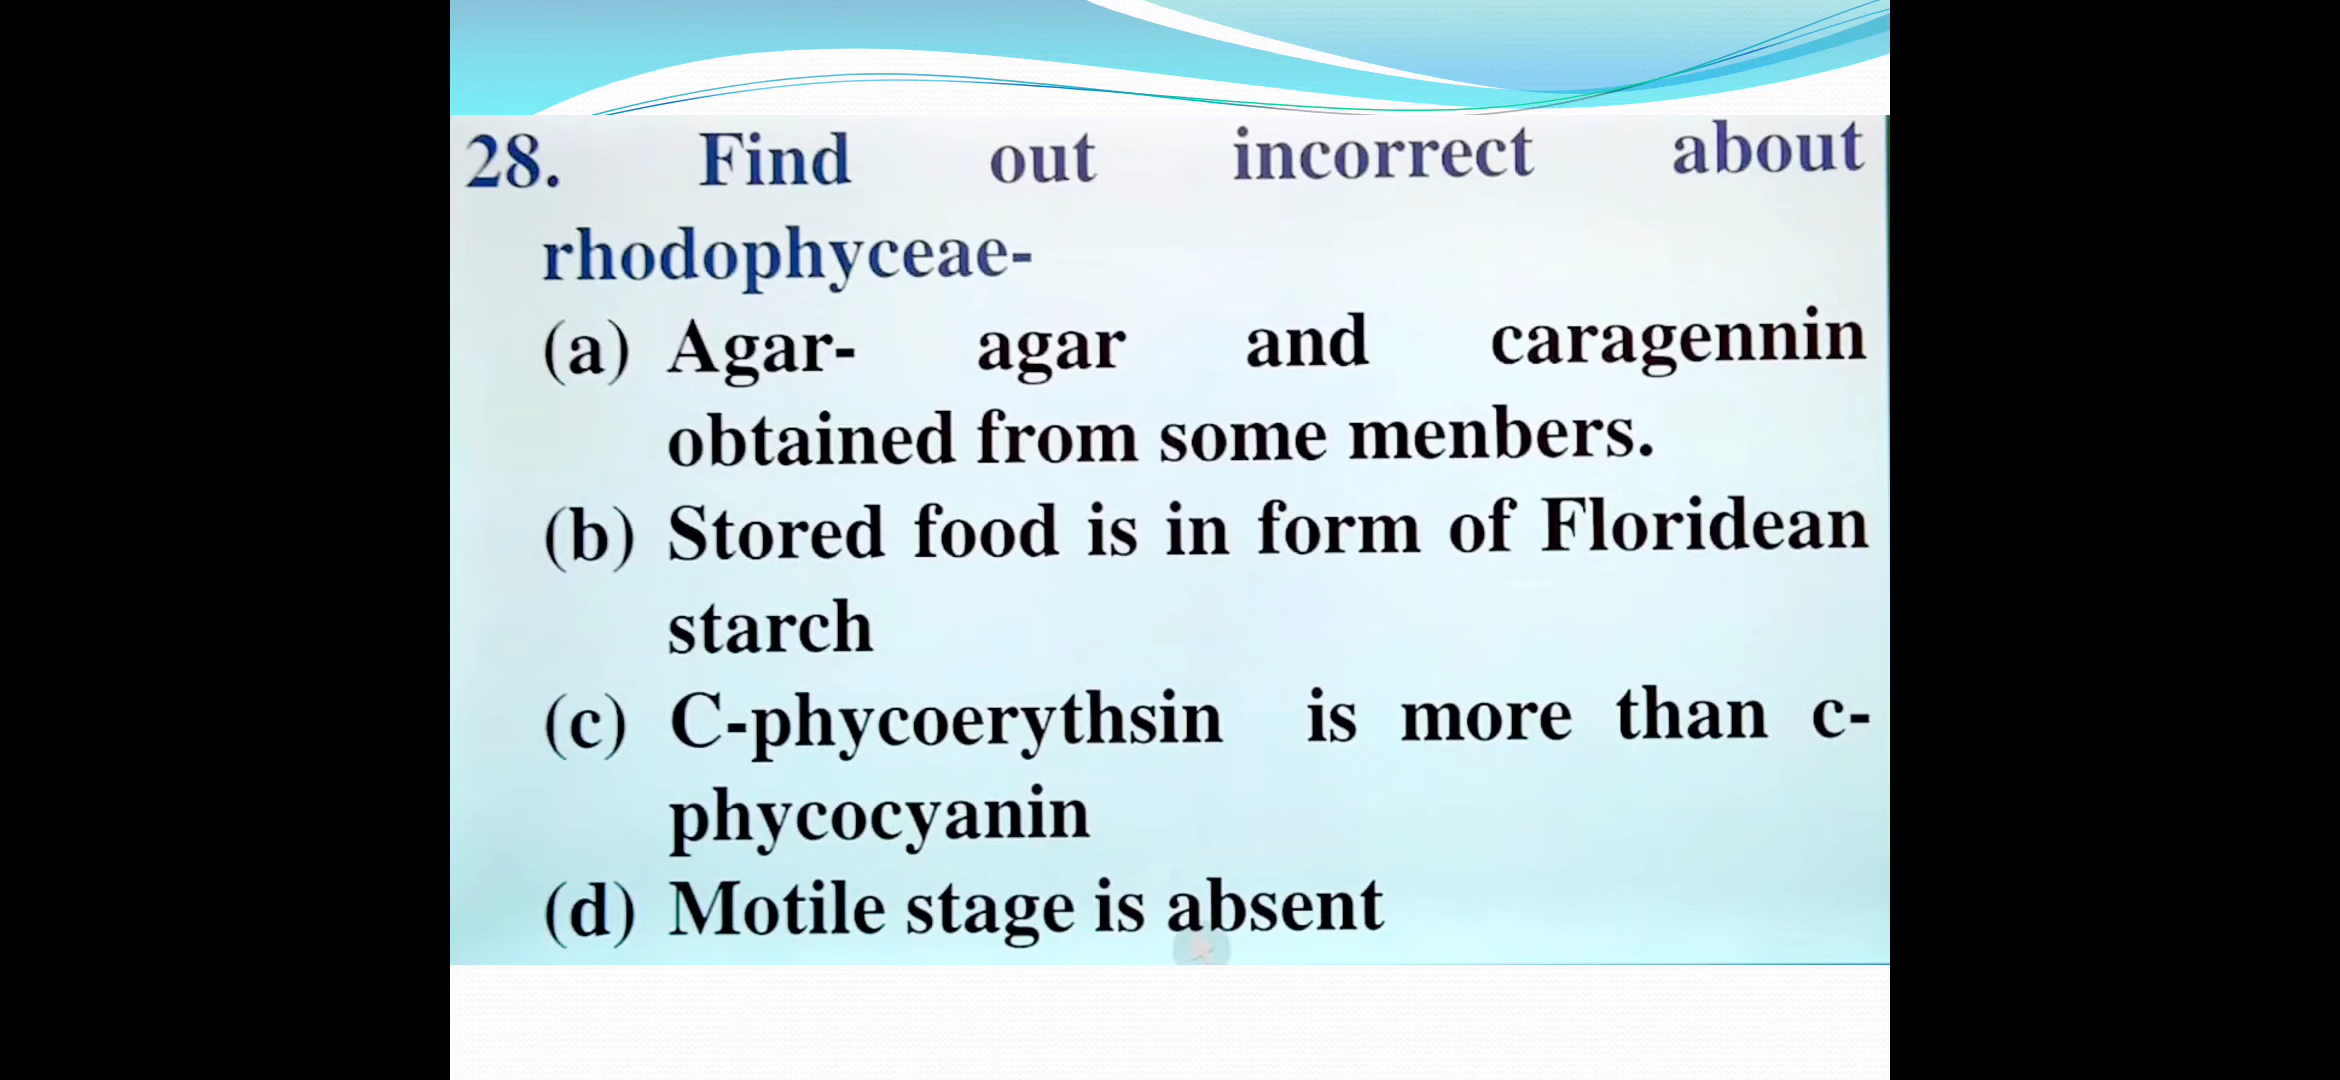 28. Find out incorrect about
rhodophyceae-
(a) Agar- agar and caragennin
obtained from some menbers.
(b) Stored food is in form of Floridean
starch
(c) C-phycoerythsin is more than c-
phycocyanin
(d) Motile stage is absent